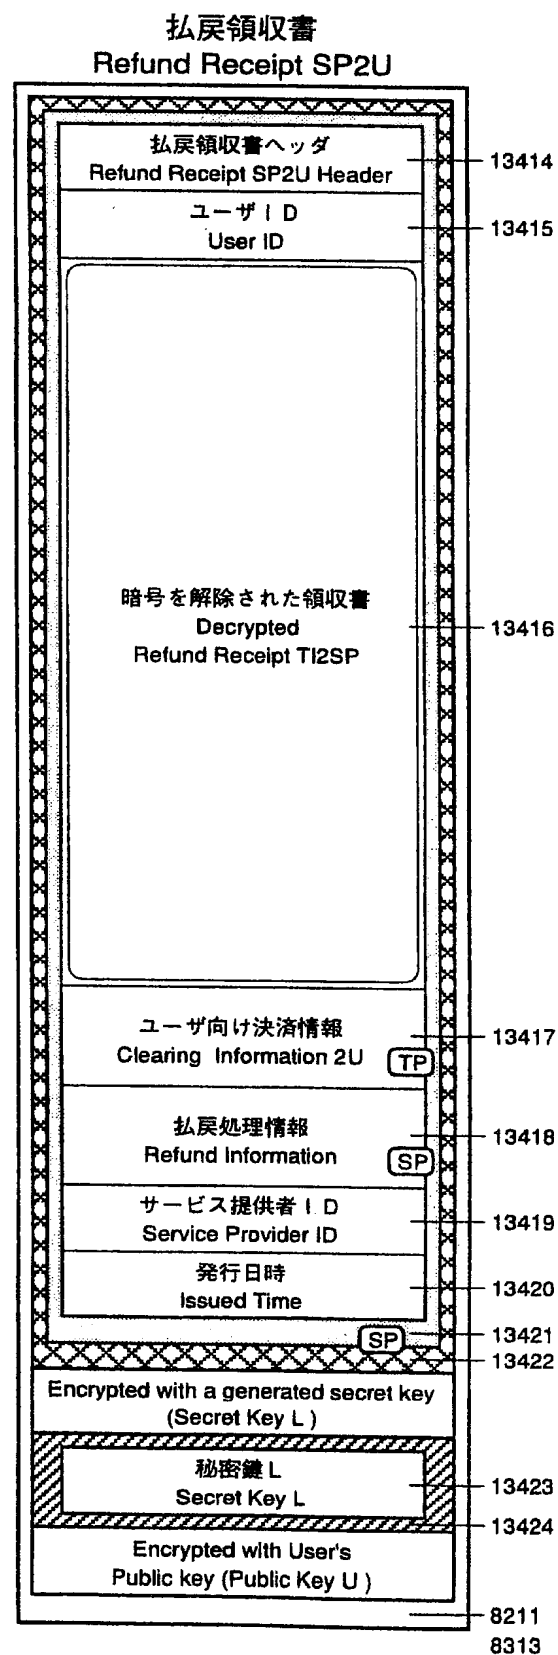 払戻領収書
Refund Receipt SP2U
払戻領収書ヘッダ
Refund Receipt SP2U Header
13414
ユーザID
User ID
13415
暗号を解除された領収書
Decrypted
Refund Receipt TI2SP
13416
ユーザ向け決済情報
Clearing Information 2U
TP
13417
払戻処理情報
Refund Information
SP
13418
サービス提供者ID
Service Provider ID
13419
発行日時
Issued Time
13420
SP
13421
13422
Encrypted with a generated secret key
(Secret Key L )
秘密鍵L
Secret Key L
13423
13424
Encrypted with User's
Public key (Public Key U )
8211
8313